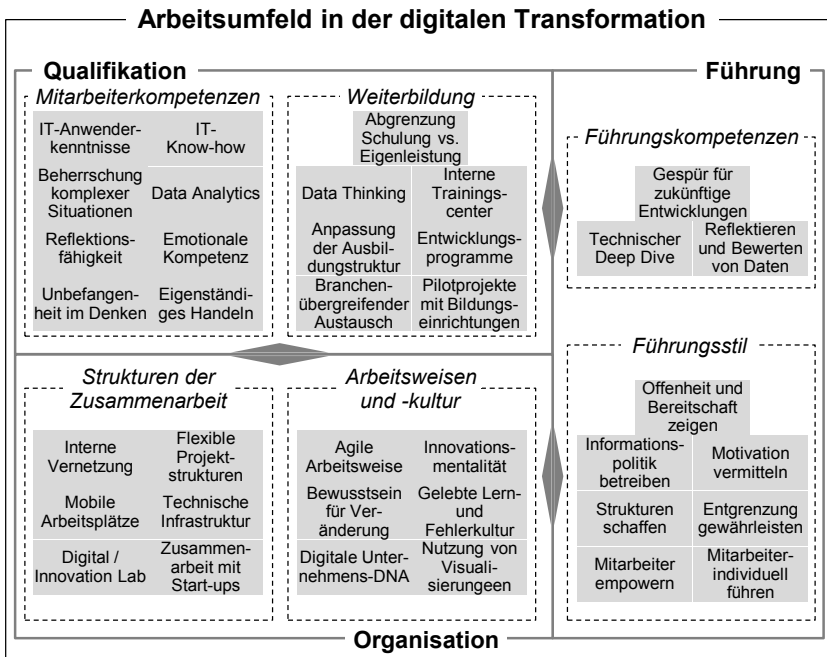 Arbeitsumfeld in der digitalen Transformation
Qualifikation
Mitarbeiterkompetenzen
IT-Anwender-
kenntnisse
IT-
Know-how
Beherrschung
komplexer
Situationen
Data Analytics
Reflektions-
fähigkeit
Emotionale
Kompetenz
Unbefangen-
heit im Denken
Eigenständi-
ges Handeln
Weiterbildung
Abgrenzung
Schulung vs.
Eigenleistung
Data Thinking
Interne
Trainings-
center
Anpassung
der Ausbil-
dungstruktur
Entwicklungs-
programme
Branchen-
übergreifender
Austausch
Pilotprojekte
mit Bildungs-
einrichtungen
Führung
Führungskompetenzen
Gespür für
zukünftige
Entwicklungen
Technischer
Deep Dive
Reflektieren
und Bewerten
von Daten
Führungsstil
Offenheit und
Bereitschaft
zeigen
Informations-
politik
betreiben
Motivation
vermitteln
Strukturen
schaffen
Entgrenzung
gewährleisten
Mitarbeiter
empowern
Mitarbeiter-
individuell
führen
Strukturen der
Zusammenarbeit
Interne
Vernetzung
Flexible
Projekt-
strukturen
Mobile
Arbeitsplätze
Technische
Infrastruktur
Digital /
Innovation Lab
Zusammen-
arbeit mit
Start-ups
Arbeitsweisen
und -kultur
Agile
Arbeitsweise
Innovations-
mentalität
Bewusstsein
für Ver-
änderung
Gelebte Lern-
und
Fehlerkultur
Digitale Unter-
nehmens-DNA
Nutzung von
Visuali-
sierungeen
Organisation